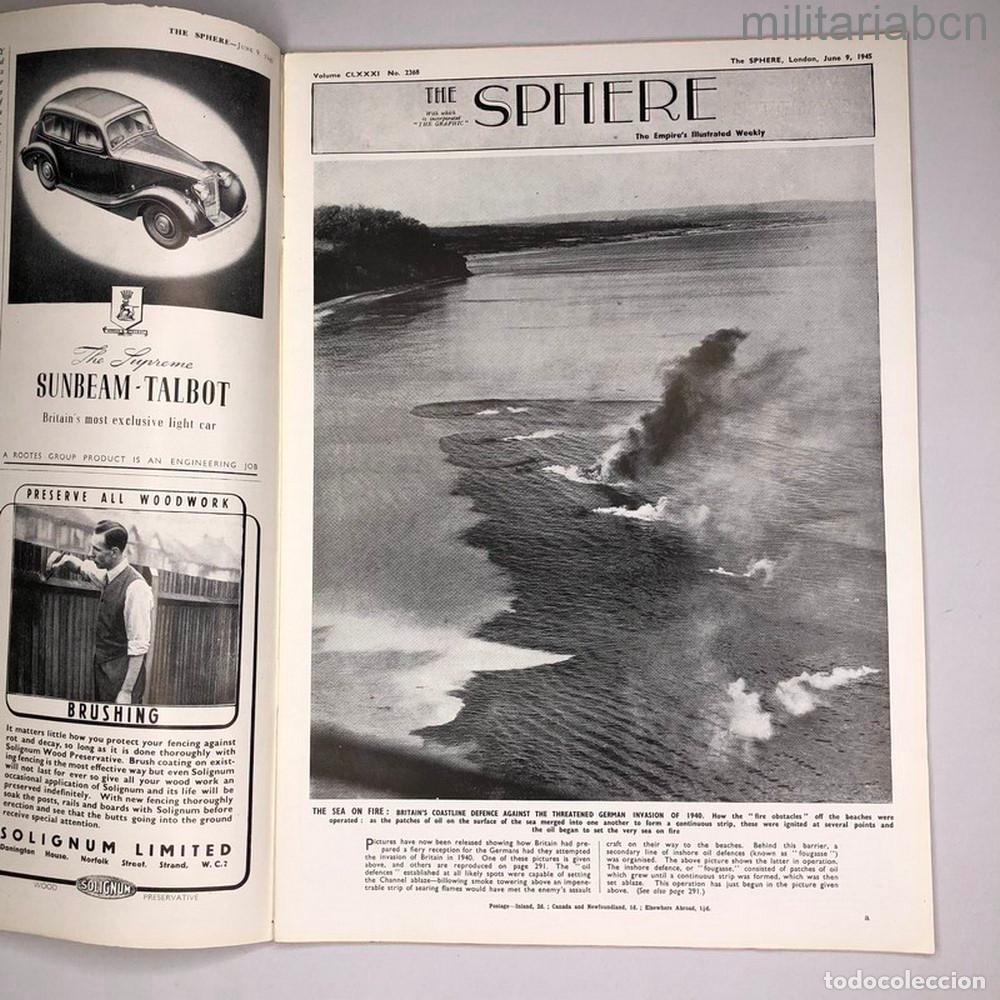 militariabcn
THE SPHERE—JUNE 9, 1945
The Supreme
SUNBEAM-TALBOT
Britain's most exclusive light car
A ROOTES GROUP PRODUCT IS AN ENGINEERING JOB
PRESERVE ALL WOODWORK
BRUSHING
It matters little how you protect your fencing against
rot and decay, so long as it is done thoroughly with
Solignum Wood Preservative. Brush coating on exist-
ing fencing is the most effective way but even Solignum
will not last for ever so give all your wood work an
occasional application of Solignum and its life will be
preserved indefinitely. With new fencing thoroughly
soak the posts, rails and boards with Solignum before
erection and see that the butts going into the ground
receive special attention.
SOLIGNUM LIMITED
Donington House, Norfolk Street, Strand, W.C.2
WOOD
SOLIGNUM
PRESERVATIVE
Volume CLXXXI No. 2368
The SPHERE, London, June 9, 1945
THE SPHERE
With which
is incorporated
"THE GRAPHIC"
The Empire's Illustrated Weekly
THE SEA ON FIRE: BRITAIN'S COASTLINE DEFENCE AGAINST THE THREATENED GERMAN INVASION OF 1940. How the "fire obstacles" off the beaches were
operated: as the patches of oil on the surface of the sea merged into one another to form a continuous strip, these were ignited at several points and
the oil began to set the very sea on fire
Pictures have now been released showing how Britain had pre-
pared a fiery reception for the Germans had they attempted
the invasion of Britain in 1940. One of these pictures is given
above, and others are reproduced on page 291. The "oil
defences" established at all likely spots were capable of setting
the Channel ablaze—billowing smoke towering above an impene-
trable strip of searing flames would have met the enemy's assault
craft on their way to the beaches. Behind this barrier, a
secondary line of inshore oil defences (known as "fougasse")
was organised. The above picture shows the latter in operation.
The inshore defence, or "fougasse," consisted of patches of oil
which grew until a continuous strip was formed, which was then
set ablaze. This operation has just begun in the picture given
above. (See also page 291.)
Postage—Inland, 2d.; Canada and Newfoundland, 1d.; Elsewhere Abroad, 1½d.
a
todocoleccion